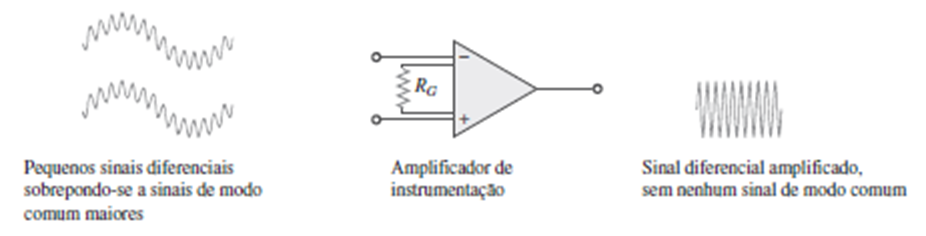 −
R_G
+
Pequenos sinais diferenciais
sobrepondo-se a sinais de modo
comum maiores
Amplificador de
instrumentação
Sinal diferencial amplificado,
sem nenhum sinal de modo comum